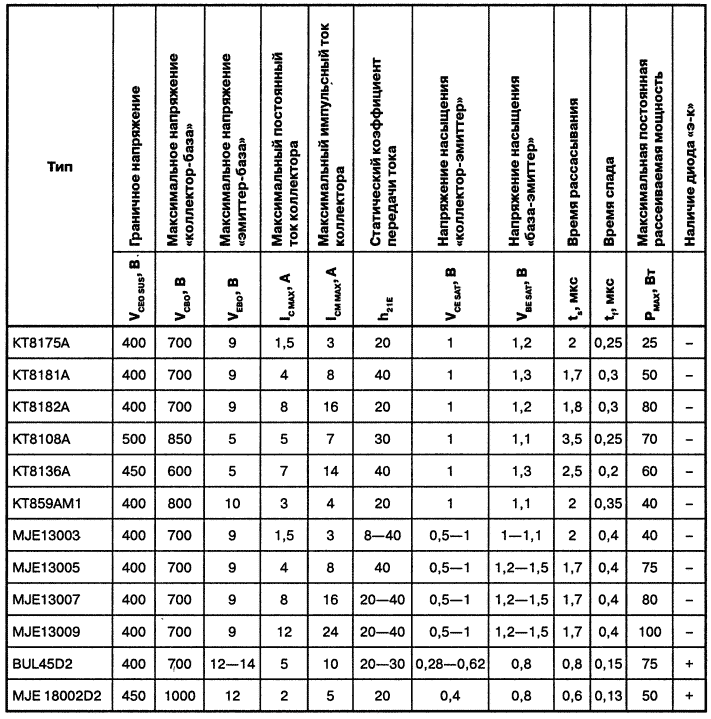 Тип
Граничное напряжение
Максимальное напряжение
«коллектор-база»
Максимальное напряжение
«эмиттер-база»
Максимальный постоянный
ток коллектора
Максимальный импульсный ток
коллектора
Статический коэффициент
передачи тока
Напряжение насыщения
«коллектор-эмиттер»
Напряжение насыщения
«база-эмиттер»
Время рассасывания
Время спада
Максимальная постоянная
рассеиваемая мощность
Наличие диода «э-к»
V CEO SUS, В
V CBO, В
V EBO, В
I C MAX, А
I CM MAX, А
h 21E
V CE SAT, В
V BE SAT, В
t s, мкс
t f, мкс
P MAX, Вт
КТ8175А 400 700 9 1,5 3 20 1 1,2 2 0,25 25 –
КТ8181А 400 700 9 4 8 40 1 1,3 1,7 0,3 50 –
КТ8182А 400 700 9 8 16 20 1 1,2 1,8 0,3 80 –
КТ8108А 500 850 5 5 7 30 1 1,1 3,5 0,25 70 –
КТ8136А 450 600 5 7 14 40 1 1,3 2,5 0,2 60 –
КТ859АМ1 400 800 10 3 4 20 1 1,1 2 0,35 40 –
MJE13003 400 700 9 1,5 3 8—40 0,5—1 1—1,1 2 0,4 40 –
MJE13005 400 700 9 4 8 40 0,5—1 1,2—1,5 1,7 0,4 75 –
MJE13007 400 700 9 8 16 20—40 0,5—1 1,2—1,5 1,7 0,4 80 –
MJE13009 400 700 9 12 24 20—40 0,5—1 1,2—1,5 1,7 0,4 100 –
BUL45D2 400 700 12—14 5 10 20—30 0,28—0,62 0,8 0,8 0,15 75 +
MJE 18002D2 450 1000 12 2 5 20 0,4 0,8 0,6 0,13 50 +